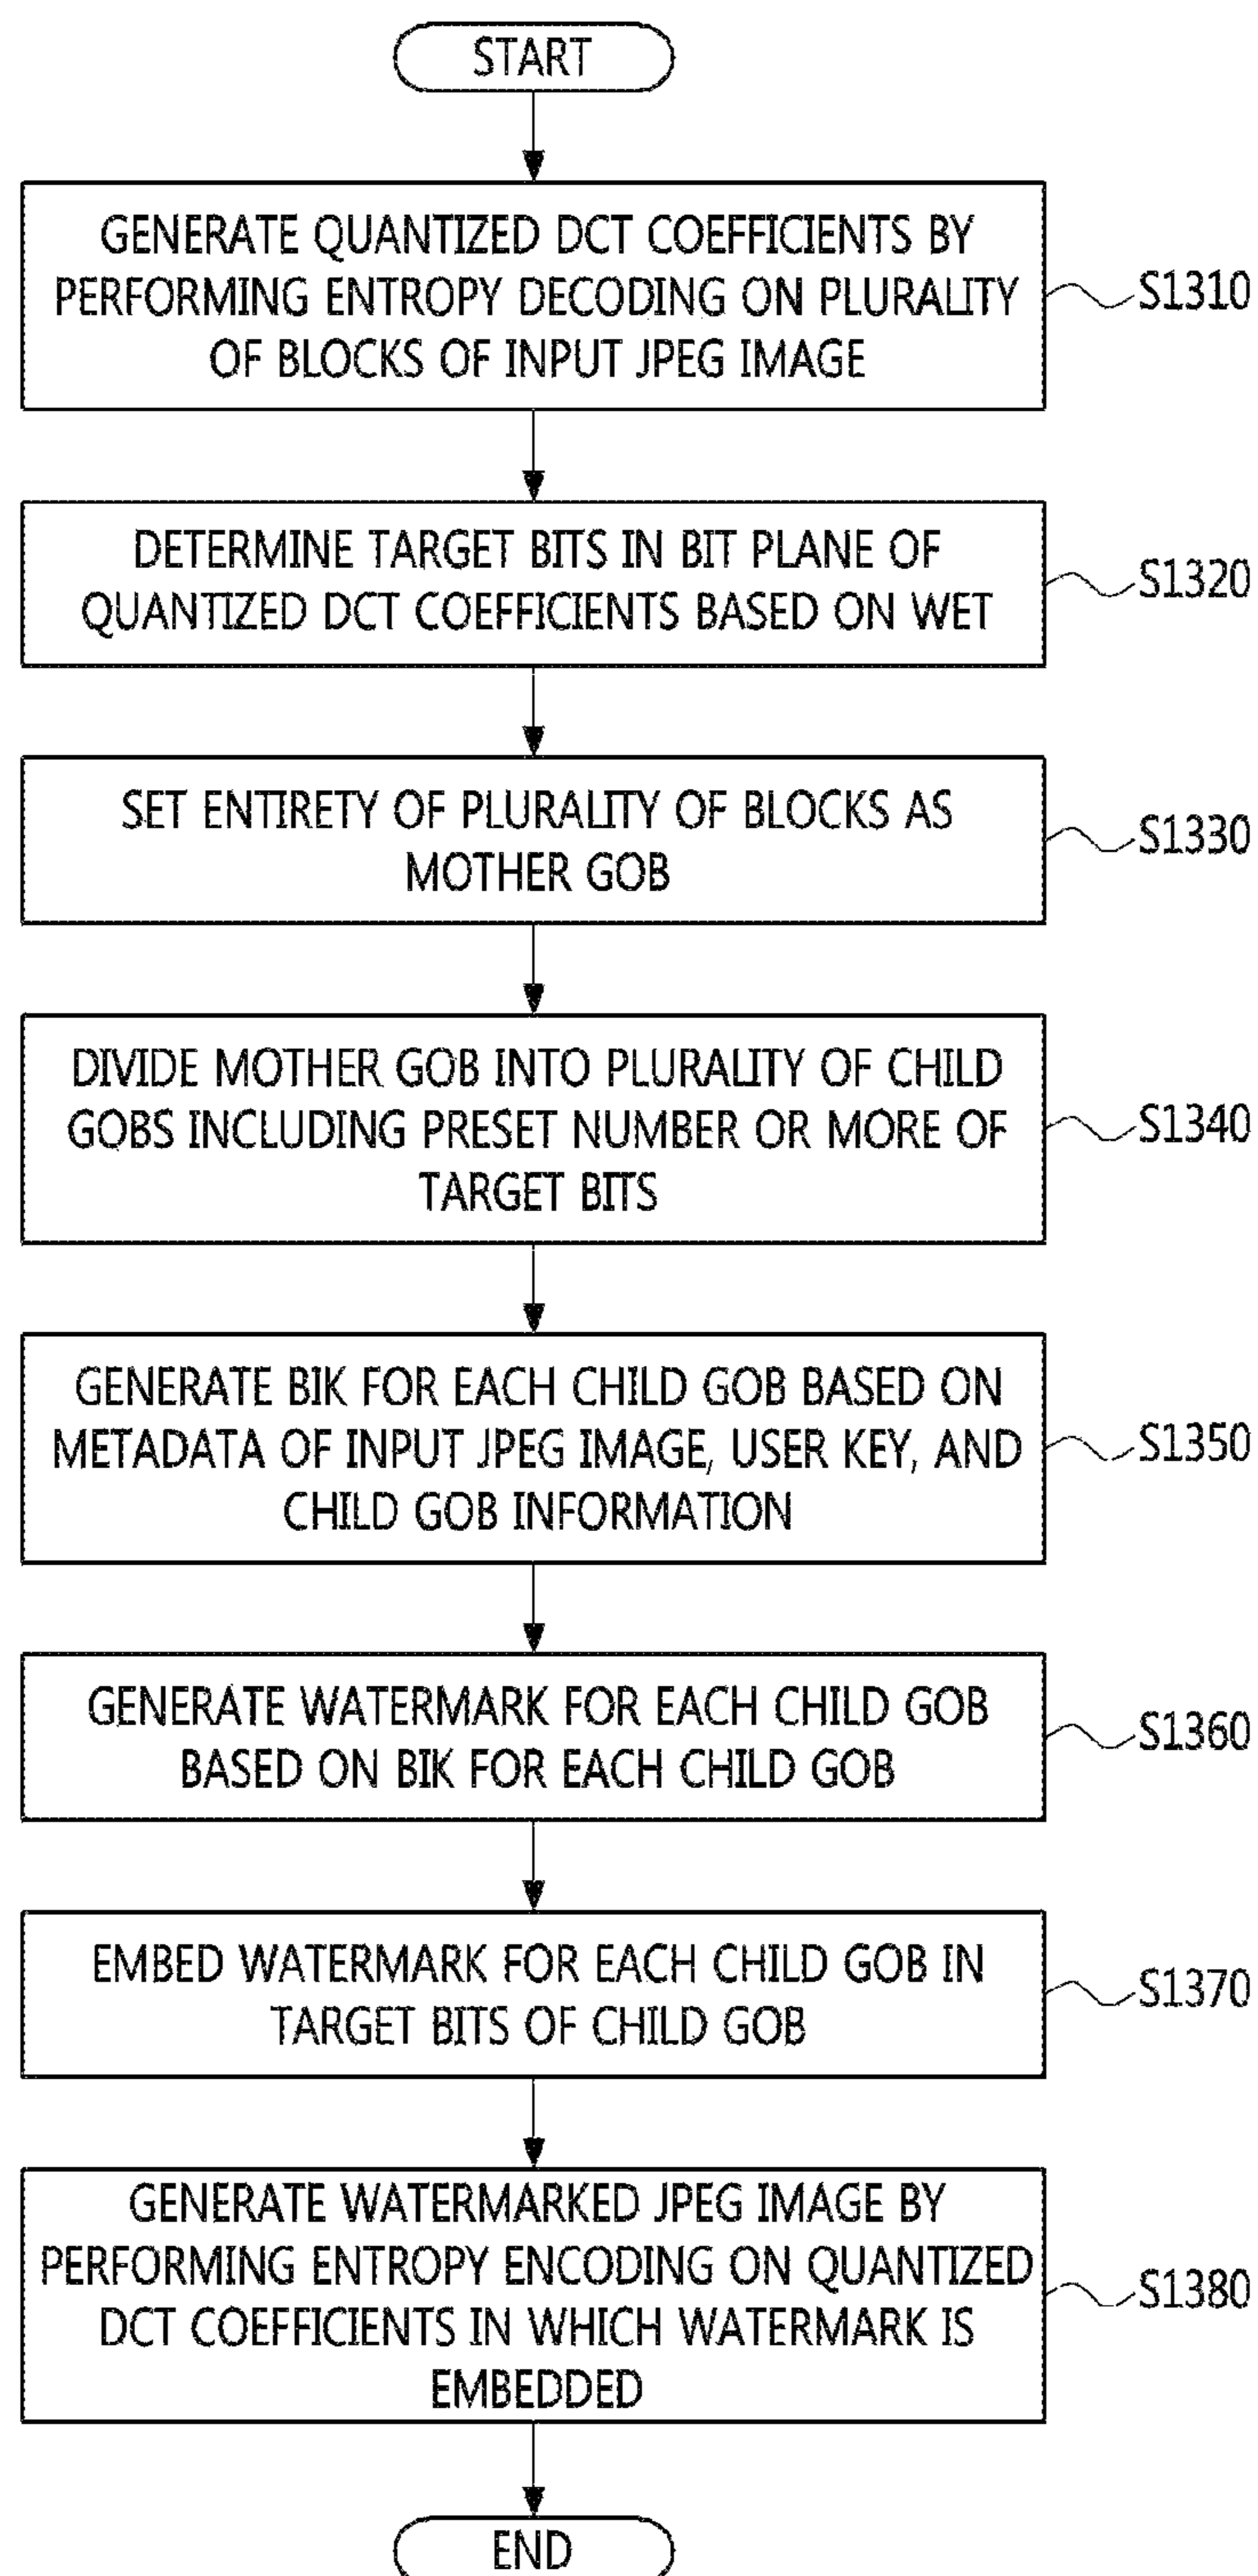 START
GENERATE QUANTIZED DCT COEFFICIENTS BY
PERFORMING ENTROPY DECODING ON PLURALITY
OF BLOCKS OF INPUT JPEG IMAGE
S1310
DETERMINE TARGET BITS IN BIT PLANE OF
QUANTIZED DCT COEFFICIENTS BASED ON WET
S1320
SET ENTIRETY OF PLURALITY OF BLOCKS AS
MOTHER GOB
S1330
DIVIDE MOTHER GOB INTO PLURALITY OF CHILD
GOBS INCLUDING PRESET NUMBER OR MORE OF
TARGET BITS
S1340
GENERATE BIK FOR EACH CHILD GOB BASED ON
METADATA OF INPUT JPEG IMAGE, USER KEY, AND
CHILD GOB INFORMATION
S1350
GENERATE WATERMARK FOR EACH CHILD GOB
BASED ON BIK FOR EACH CHILD GOB
S1360
EMBED WATERMARK FOR EACH CHILD GOB IN
TARGET BITS OF CHILD GOB
S1370
GENERATE WATERMARKED JPEG IMAGE BY
PERFORMING ENTROPY ENCODING ON QUANTIZED
DCT COEFFICIENTS IN WHICH WATERMARK IS
EMBEDDED
S1380
END